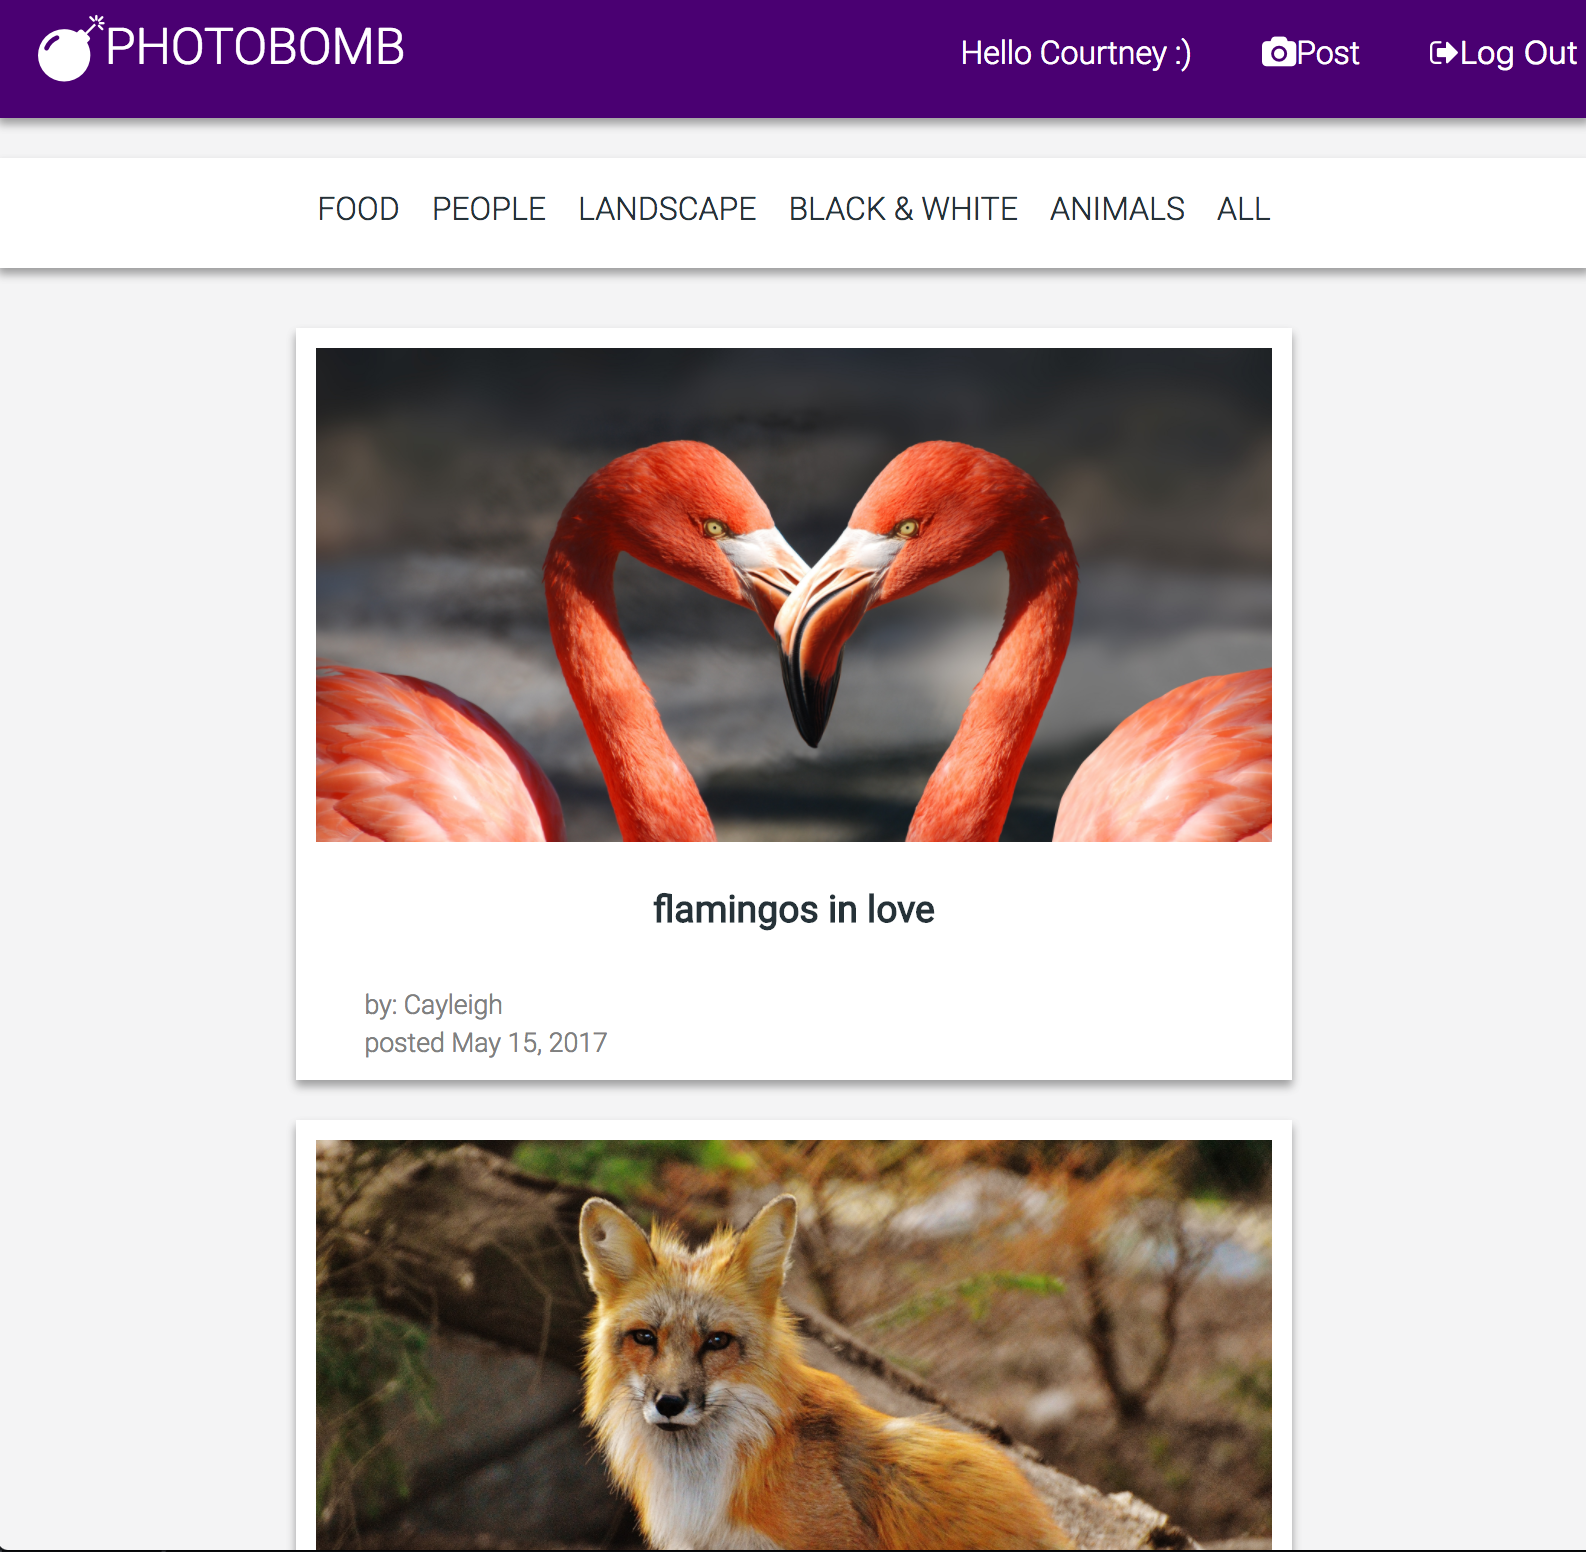 PHOTOBOMB
Hello Courtney :)
Post
Log Out
FOOD PEOPLE LANDSCAPE BLACK & WHITE ANIMALS ALL
flamingos in love
by: Cayleigh
posted May 15, 2017